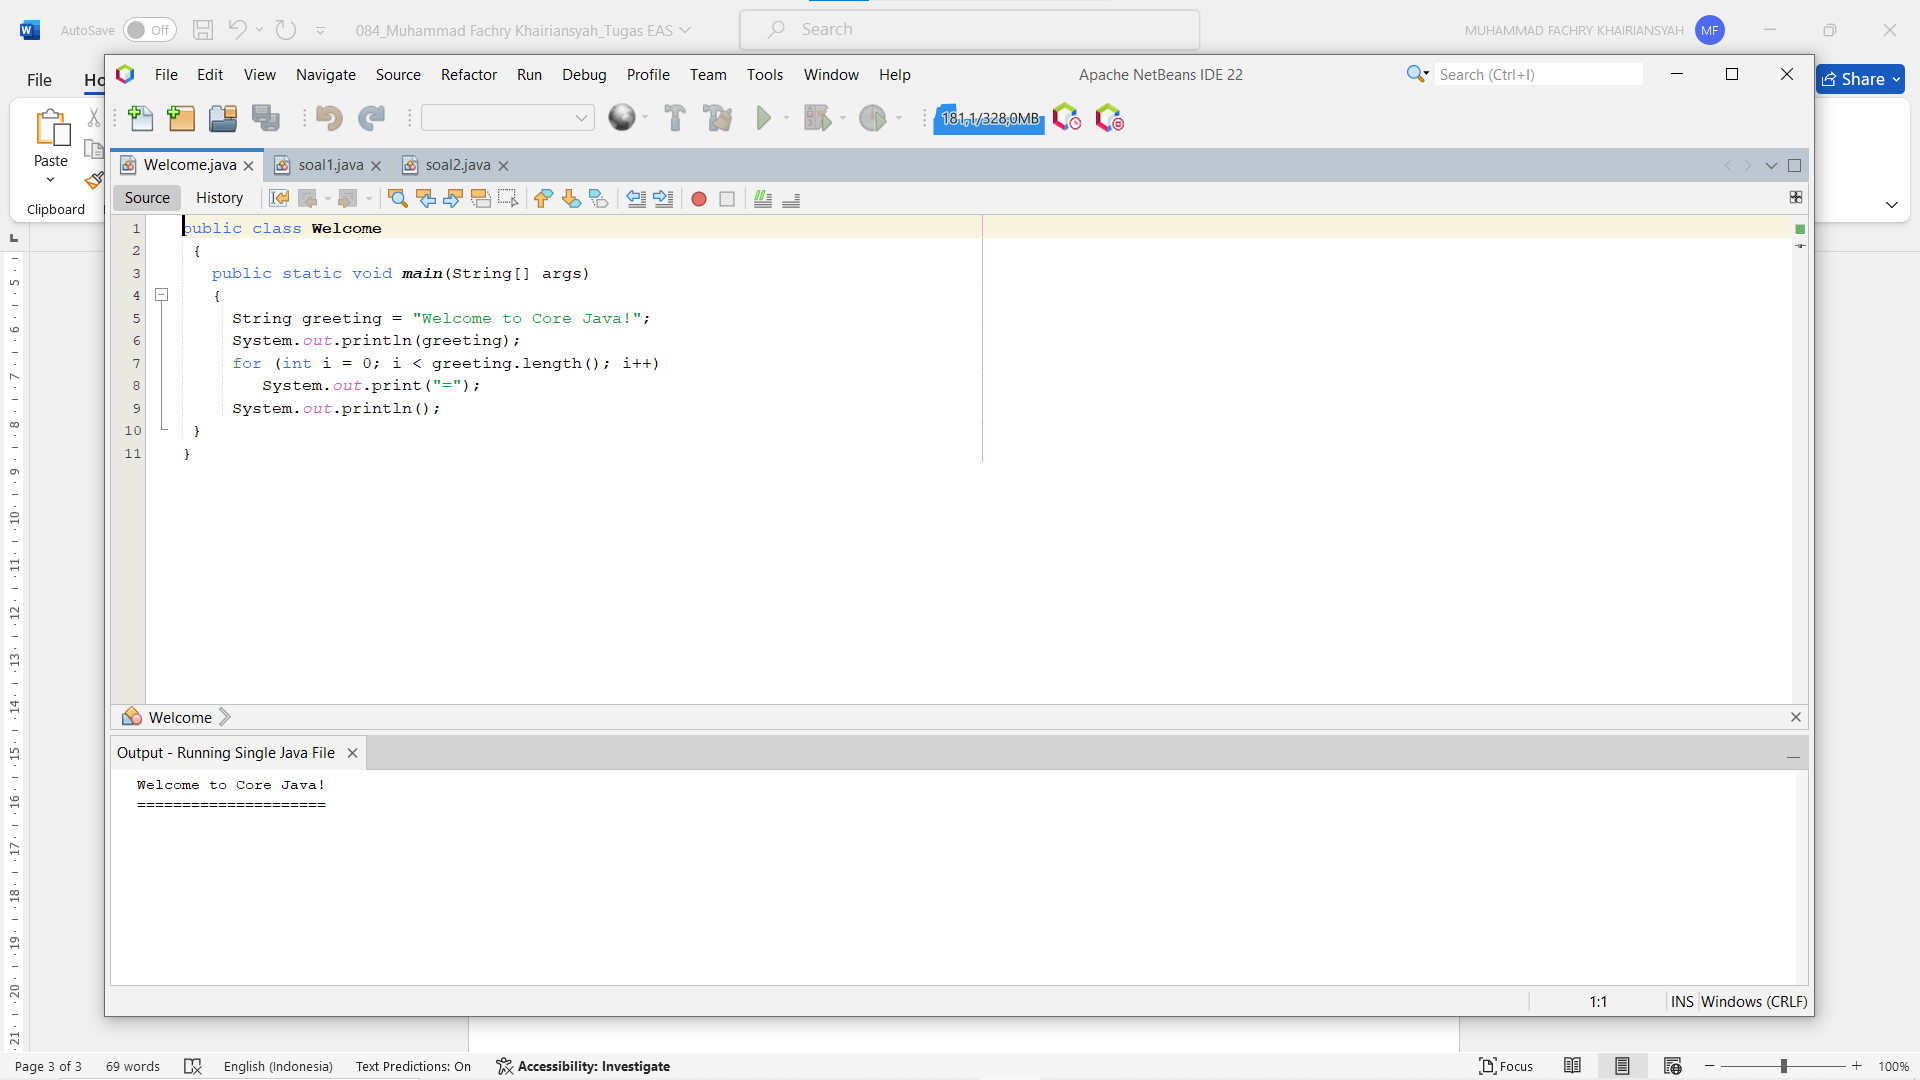 AutoSave Off 084_Muhammad Fachry Khairiansyah_Tugas EAS Search MUHAMMAD FACHRY KHAIRIANSYAH MF
File Ho Share
File Edit View Navigate Source Refactor Run Debug Profile Team Tools Window Help Apache NetBeans IDE 22 Search (Ctrl+I)
181,1/328,0MB
Paste
Clipboard
Welcome.java soal1.java soal2.java
Source History
1 public class Welcome
2 {
3 public static void main(String[] args)
4 {
5 String greeting = "Welcome to Core Java!";
6 System.out.println(greeting);
7 for (int i = 0; i < greeting.length(); i++)
8 System.out.print("=");
9 System.out.println();
10 }
11 }
Welcome
Output - Running Single Java File
Welcome to Core Java!
=====================
1:1 INS Windows (CRLF)
5
6
7
8
9
10
11
12
13
14
15
16
17
18
19
20
21
Page 3 of 3 69 words English (Indonesia) Text Predictions: On Accessibility: Investigate Focus 100%